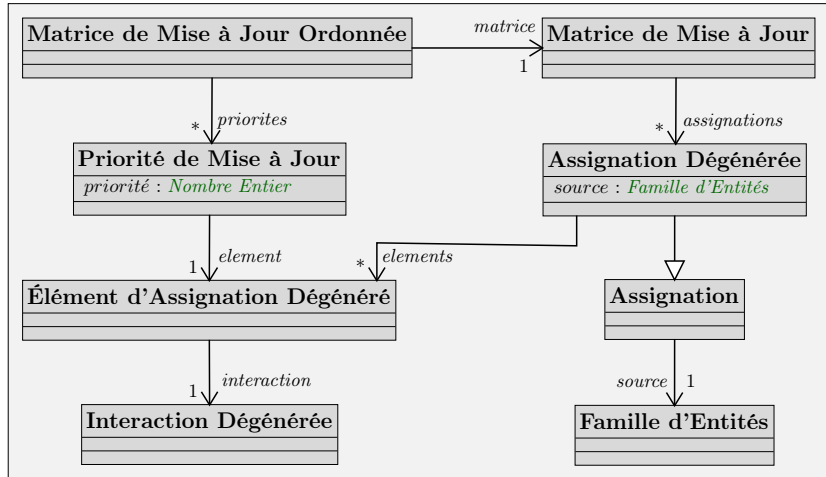 Matrice de Mise à Jour Ordonnée
matrice
1
Matrice de Mise à Jour
* priorites
* assignations
Priorité de Mise à Jour
priorité : Nombre Entier
Assignation Dégénérée
source : Famille d'Entités
1 element
* elements
Élément d'Assignation Dégénéré
Assignation
1 interaction
source 1
Interaction Dégénérée
Famille d'Entités